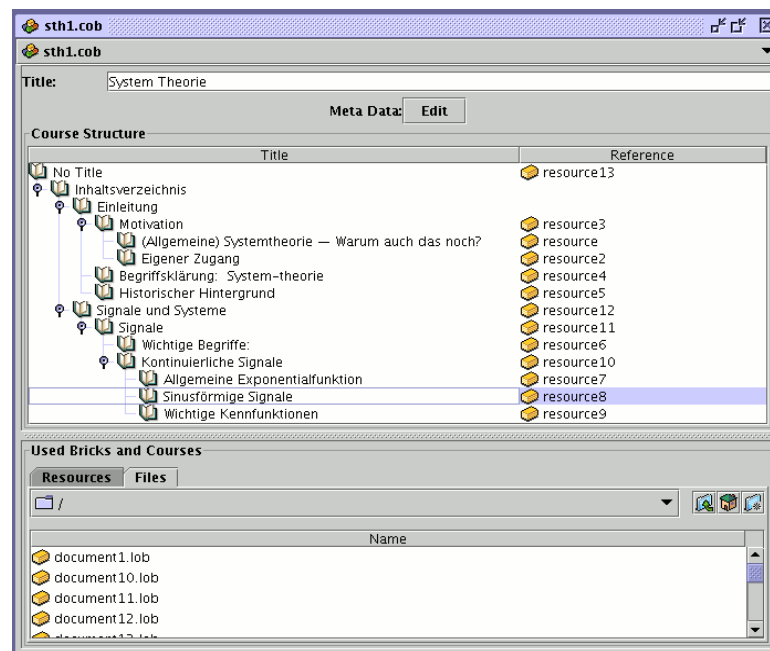 sth1.cob
sth1.cob
Title: System Theorie
Meta Data: Edit
Course Structure
Title Reference
No Title resource13
Inhaltsverzeichnis
Einleitung
Motivation resource3
(Allgemeine) Systemtheorie — Warum auch das noch? resource
Eigener Zugang resource2
Begriffsklärung: System-theorie resource4
Historischer Hintergrund resource5
Signale und Systeme resource12
Signale resource11
Wichtige Begriffe: resource6
Kontinuierliche Signale resource10
Allgemeine Exponentialfunktion resource7
Sinusförmige Signale resource8
Wichtige Kennfunktionen resource9
Used Bricks and Courses
Resources Files
/
Name
document1.lob
document10.lob
document11.lob
document12.lob